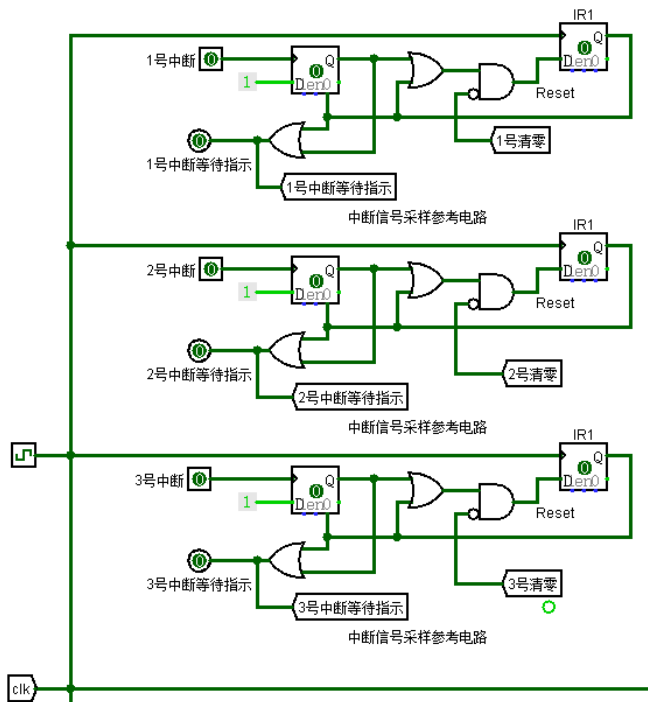 IR1
1号中断
0
Q
D
en
0
0
Q
D
en
0
1
Reset
0
1号清零
1号中断等待指示
1号中断等待指示
中断信号采样参考电路
IR1
2号中断
0
Q
D
en
0
0
Q
D
en
0
1
Reset
0
2号清零
2号中断等待指示
2号中断等待指示
中断信号采样参考电路
IR1
3号中断
0
Q
D
en
0
0
Q
D
en
0
1
Reset
0
3号清零
3号中断等待指示
3号中断等待指示
中断信号采样参考电路
clk